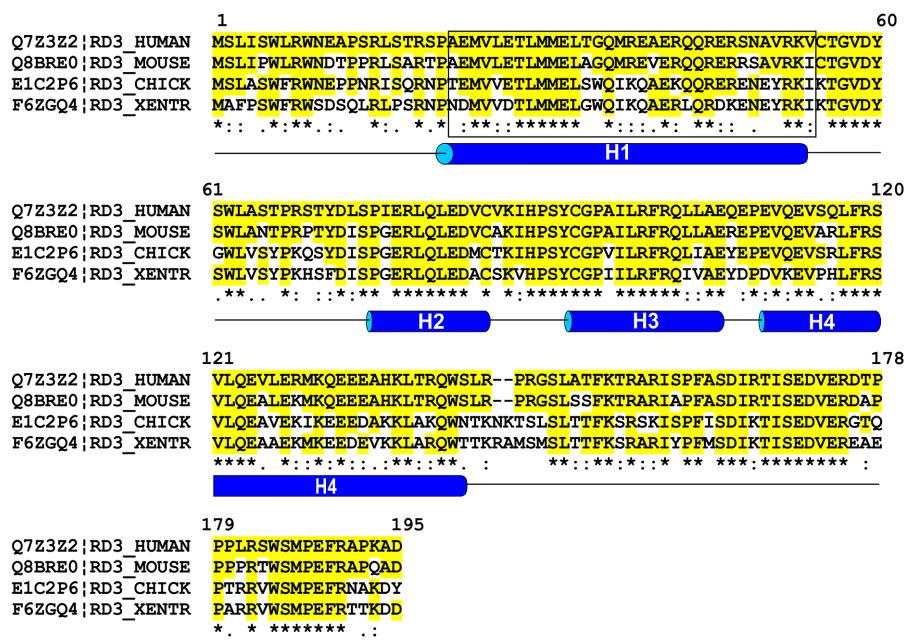 1 60
Q7Z3Z2¦RD3_HUMAN MSLISWLRWNEAPSRLSTRSPAEMVLETLMMELTGQMREAERQQRERSNAVRKVCTGVDY
Q8BRE0¦RD3_MOUSE MSLIPWLRWNDTPPRLSARTPAEMVLETLMMELAGQMREVERQQRERRSAVRKICTGVDY
E1C2P6¦RD3_CHICK MSLASWFRWNEPPNRISQRNPTEMVVETLMMELSWQIKQAEKQQREREENEYRKIKTGVDY
F6ZGQ4¦RD3_XENTR MAFPSWFRWSDSQLRLPSRNPNDMVVDTLMMELGWQIKQAERLQRDKENEYRKIKTGVDY
*::  .*:**.:..  *:. *.* :**::******  *:::.*: **::  . **: *****
H1
61 120
Q7Z3Z2¦RD3_HUMAN SWLASTPRSTYDLSPIERLQLEDVCVKIHPSYCGPAILRFRQLLAEQEPEVQEVSQLFRS
Q8BRE0¦RD3_MOUSE SWLANTPRPTYDISPGERLQLEDVCAKIHPSYCGPAILRFRQLLAEREPEVQEVARLFRS
E1C2P6¦RD3_CHICK GWLVSYPKQSYDISPGERLQLEDMCTKIHPSYCGPVILRFRQLIAEYEPEVQEVSRLFRS
F6ZGQ4¦RD3_XENTR SWLVSYPKHSFDISPGERLQLEDACSKVHPSYCGPIILRFRQIVAEYDPDVKEVPHLFRS
.** .. *: ::*:** ******* * *:******* ******::** :*:*:**.:****
H2 H3 H4
121 178
Q7Z3Z2¦RD3_HUMAN VLQEVLERMKQEEEAHKLTRQWSLR--PRGSLATFKTRARISPFASDIRTISEDVERDTP
Q8BRE0¦RD3_MOUSE VLQEALEKMKQEEEAHKLTRQWSLR--PRGSLSSFKTRARIAPFASDIRTISEDVERDAP
E1C2P6¦RD3_CHICK VLQEAVEKIKEEEDAKKLAKQWNTKNKTSLSLTTFKSRSKISPFISDIKTISEDVERGTQ
F6ZGQ4¦RD3_XENTR VLQEAAEKMKEEDEVKKLARQWTTKRAMSMSLTTFKSRARIYPFMSDIKTISEDVEREAE
****. *::*:*::.:**::**. :     **::**:*::* ** ***:******** :
H4
179 195
Q7Z3Z2¦RD3_HUMAN PPLRSWSMPEFRAPKAD
Q8BRE0¦RD3_MOUSE PPPRTWSMPEFRAPQAD
E1C2P6¦RD3_CHICK PTRRVWSMPEFRNAKDY
F6ZGQ4¦RD3_XENTR PARRVWSMPEFRTTKDD
*. * ******* .: